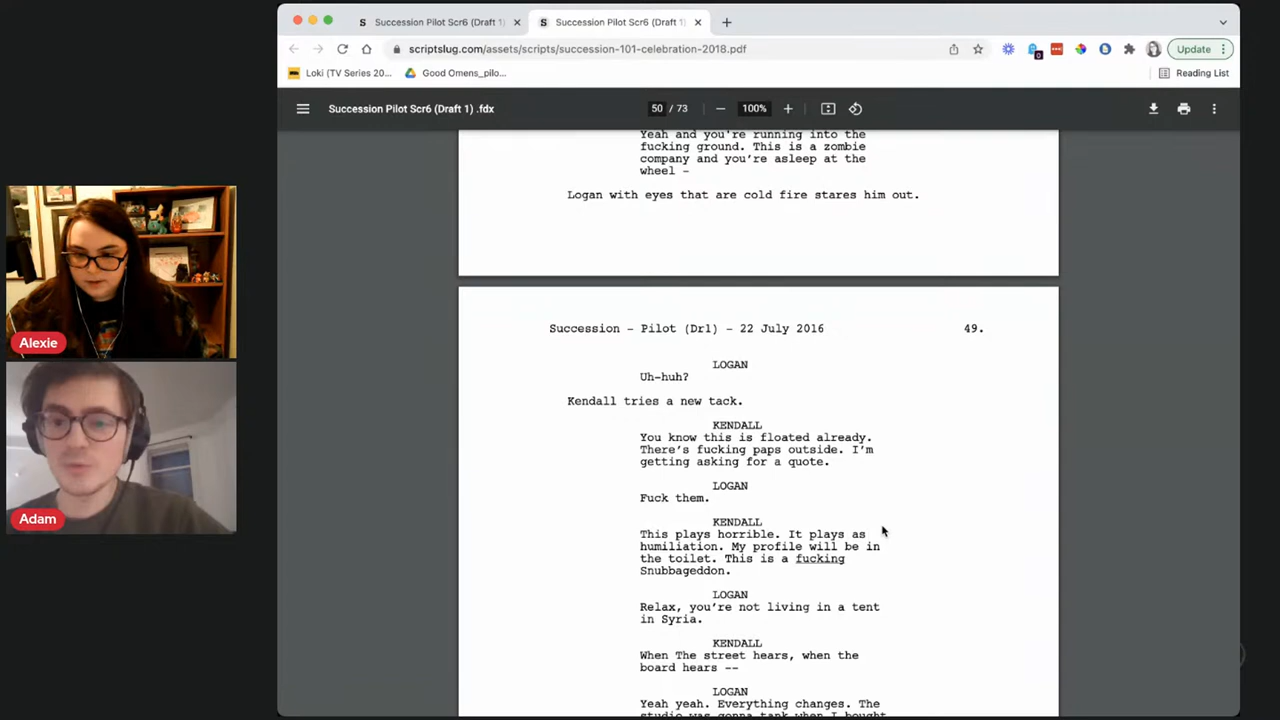 Succession Pilot Scr6 (Draft 1)
Succession Pilot Scr6 (Draft 1)
scriptslug.com/assets/scripts/succession-101-celebration-2018.pdf
Update
Loki (TV Series 20...
Good Omens_pilo...
Reading List
Succession Pilot Scr6 (Draft 1) .fdx
50 / 73
100%
Yeah and you're running into the
fucking ground. This is a zombie
company and you're asleep at the
wheel -
Logan with eyes that are cold fire stares him out.
Succession - Pilot (Dr1) - 22 July 2016
49.
LOGAN
Uh-huh?
Kendall tries a new tack.
KENDALL
You know this is floated already.
There's fucking paps outside. I'm
getting asking for a quote.
LOGAN
Fuck them.
KENDALL
This plays horrible. It plays as
humiliation. My profile will be in
the toilet. This is a fucking
Snubbageddon.
LOGAN
Relax, you're not living in a tent
in Syria.
KENDALL
When The street hears, when the
board hears --
LOGAN
Yeah yeah. Everything changes. The
studio was gonna tank when I bought
Alexie
Adam